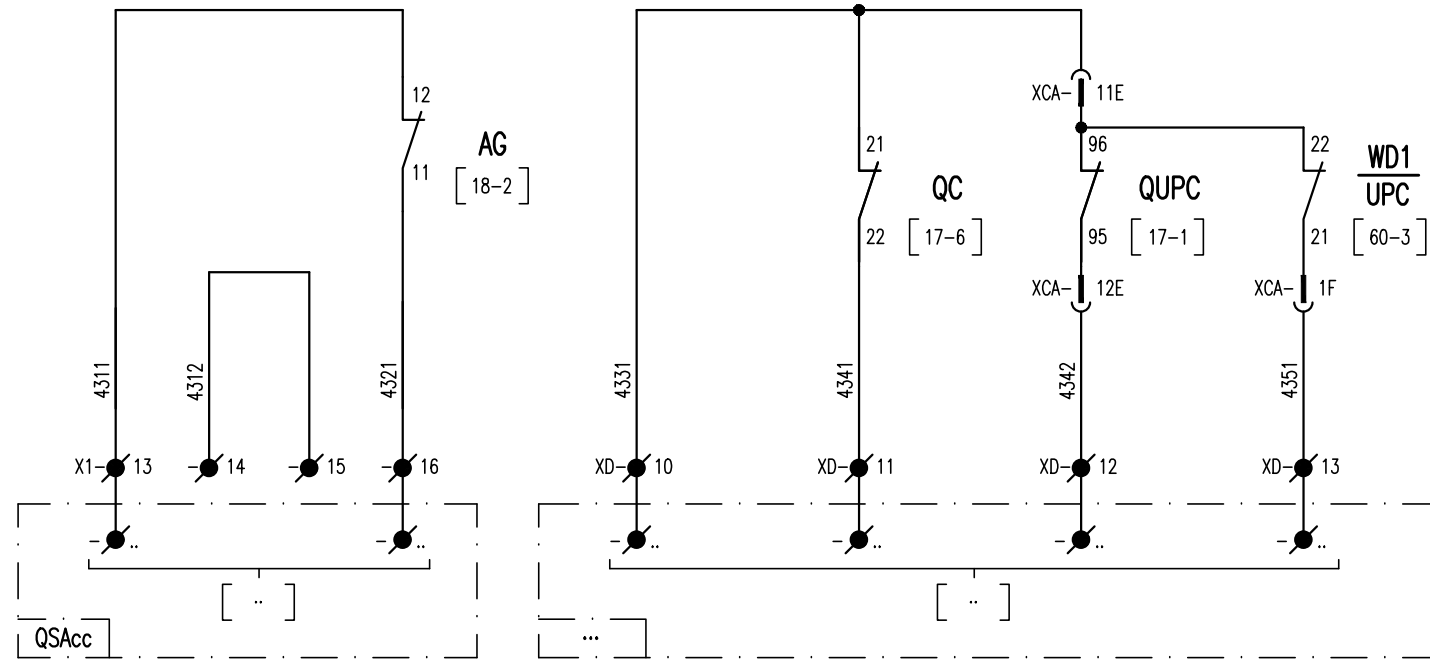 12
AG
11
[18-2]
XCA- 11E
21
QC
22
[17-6]
96
QUPC
95
[17-1]
22
WD1
UPC
21
[60-3]
XCA- 12E
XCA- 1F
4311
4312
4321
4331
4341
4342
4351
X1- 13
- 14
- 15
- 16
XD- 10
XD- 11
XD- 12
XD- 13
- ..
- ..
- ..
- ..
- ..
- ..
[ .. ]
[ .. ]
QSAcc
...